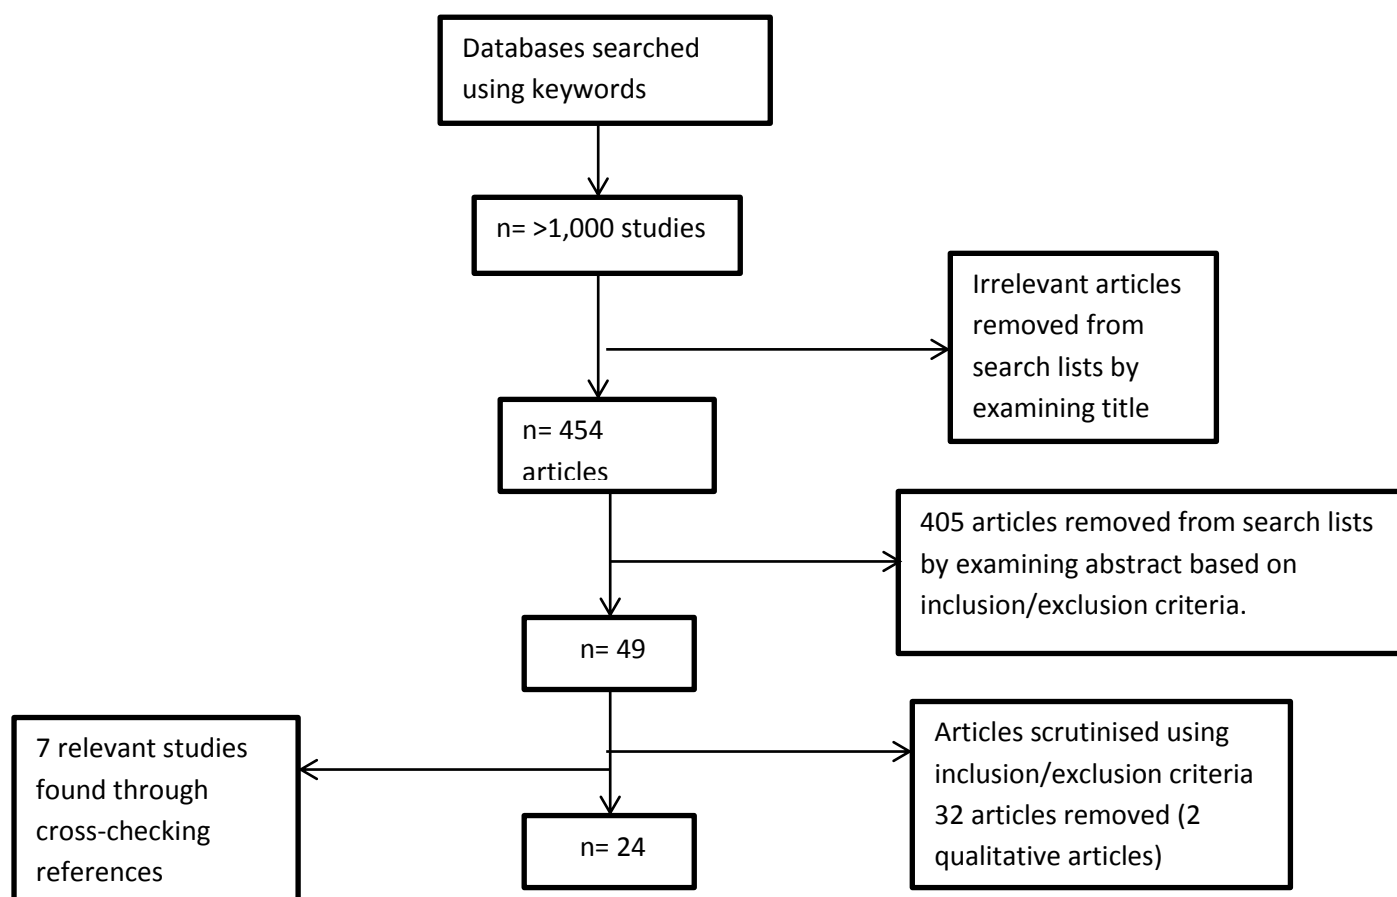 Databases searched
using keywords
n= >1,000 studies
Irrelevant articles
removed from
search lists by
examining title
n= 454
articles
405 articles removed from search lists
by examining abstract based on
inclusion/exclusion criteria.
n= 49
7 relevant studies
found through
cross-checking
references
Articles scrutinised using
inclusion/exclusion criteria
32 articles removed (2
qualitative articles)
n= 24